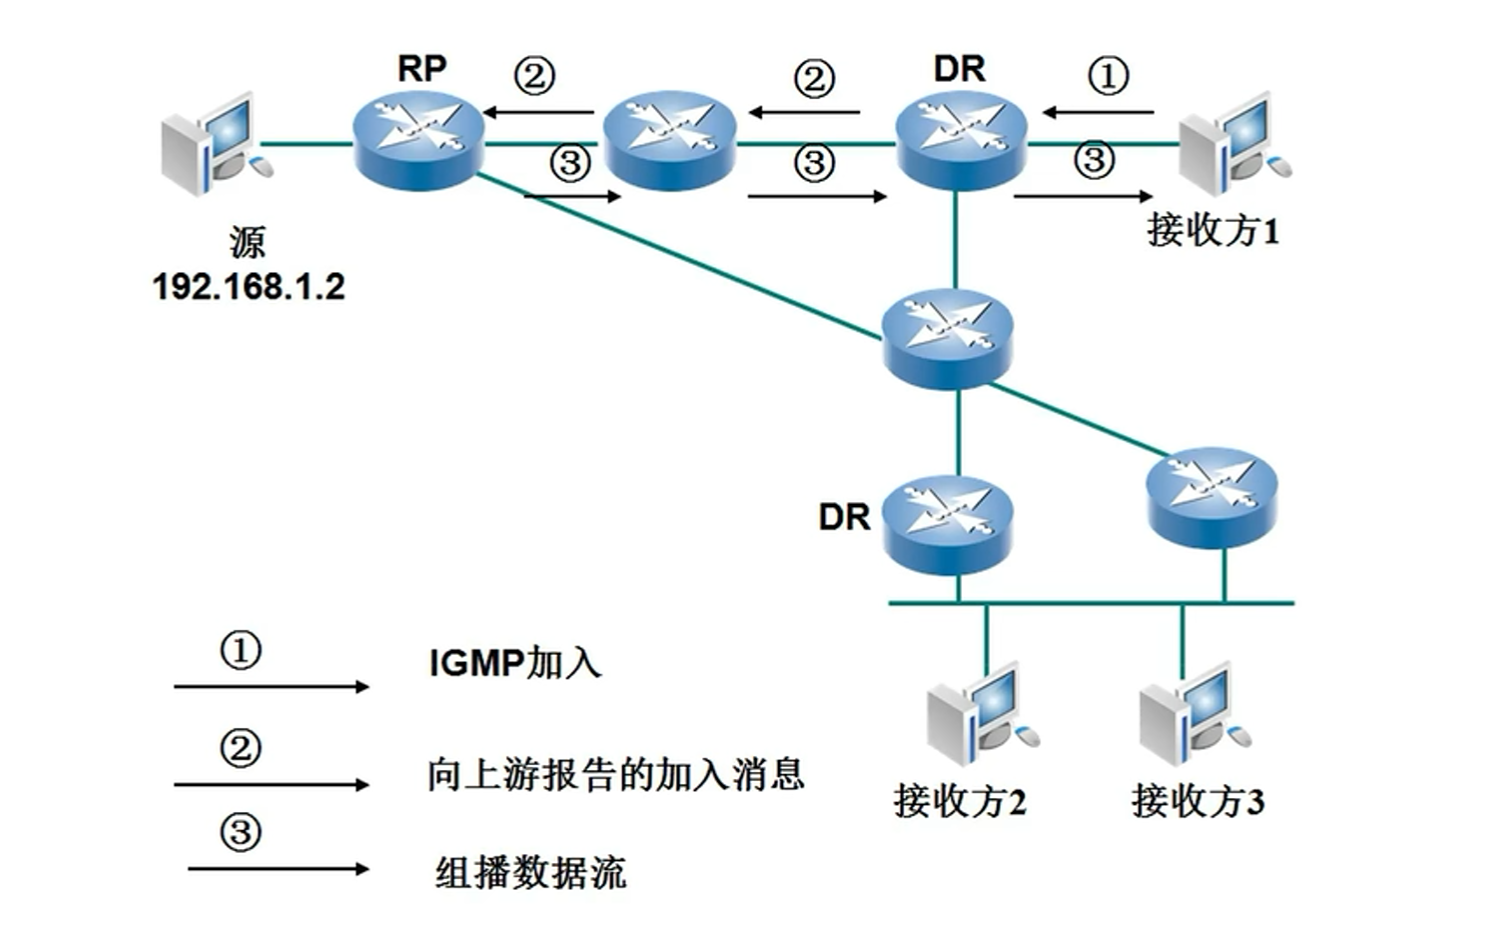 RP
②
②
DR
①
③
③
③
源
192.168.1.2
接收方1
DR
①
IGMP加入
②
向上游报告的加入消息
③
组播数据流
接收方2
接收方3